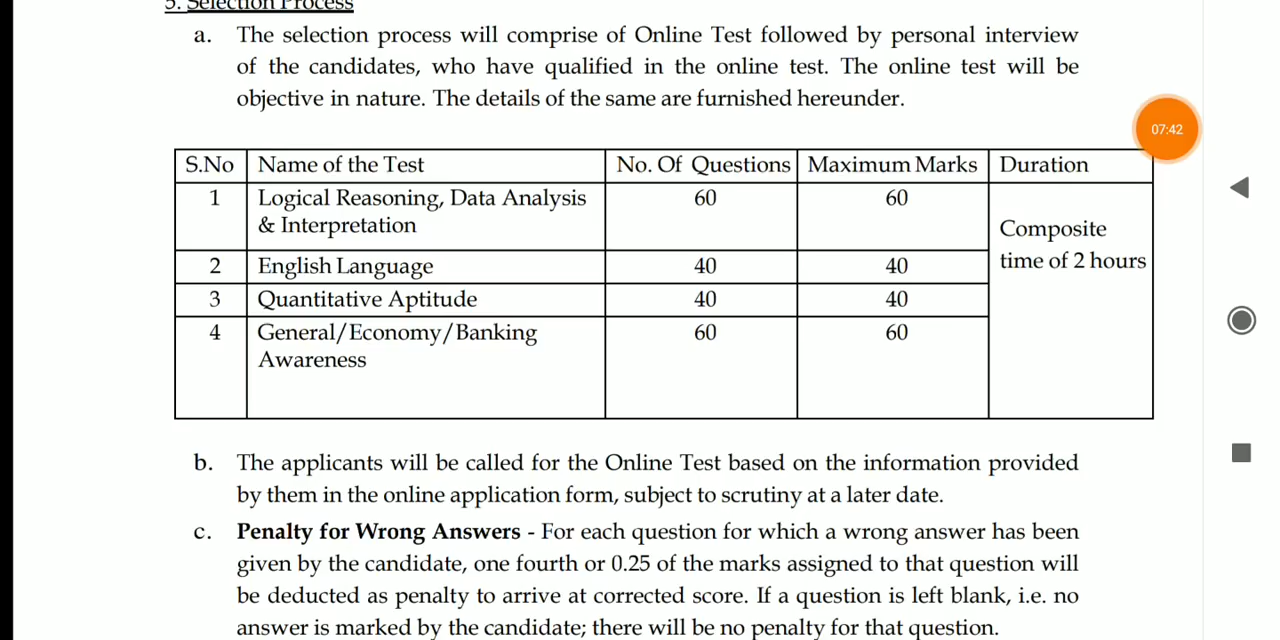 5. Selection Process
a. The selection process will comprise of Online Test followed by personal interview
of the candidates, who have qualified in the online test. The online test will be
objective in nature. The details of the same are furnished hereunder.
07:42
S.No Name of the Test No. Of Questions Maximum Marks Duration
1 Logical Reasoning, Data Analysis 60 60
& Interpretation
Composite
time of 2 hours
2 English Language 40 40
3 Quantitative Aptitude 40 40
4 General/Economy/Banking 60 60
Awareness
b. The applicants will be called for the Online Test based on the information provided
by them in the online application form, subject to scrutiny at a later date.
c. Penalty for Wrong Answers - For each question for which a wrong answer has been
given by the candidate, one fourth or 0.25 of the marks assigned to that question will
be deducted as penalty to arrive at corrected score. If a question is left blank, i.e. no
answer is marked by the candidate; there will be no penalty for that question.